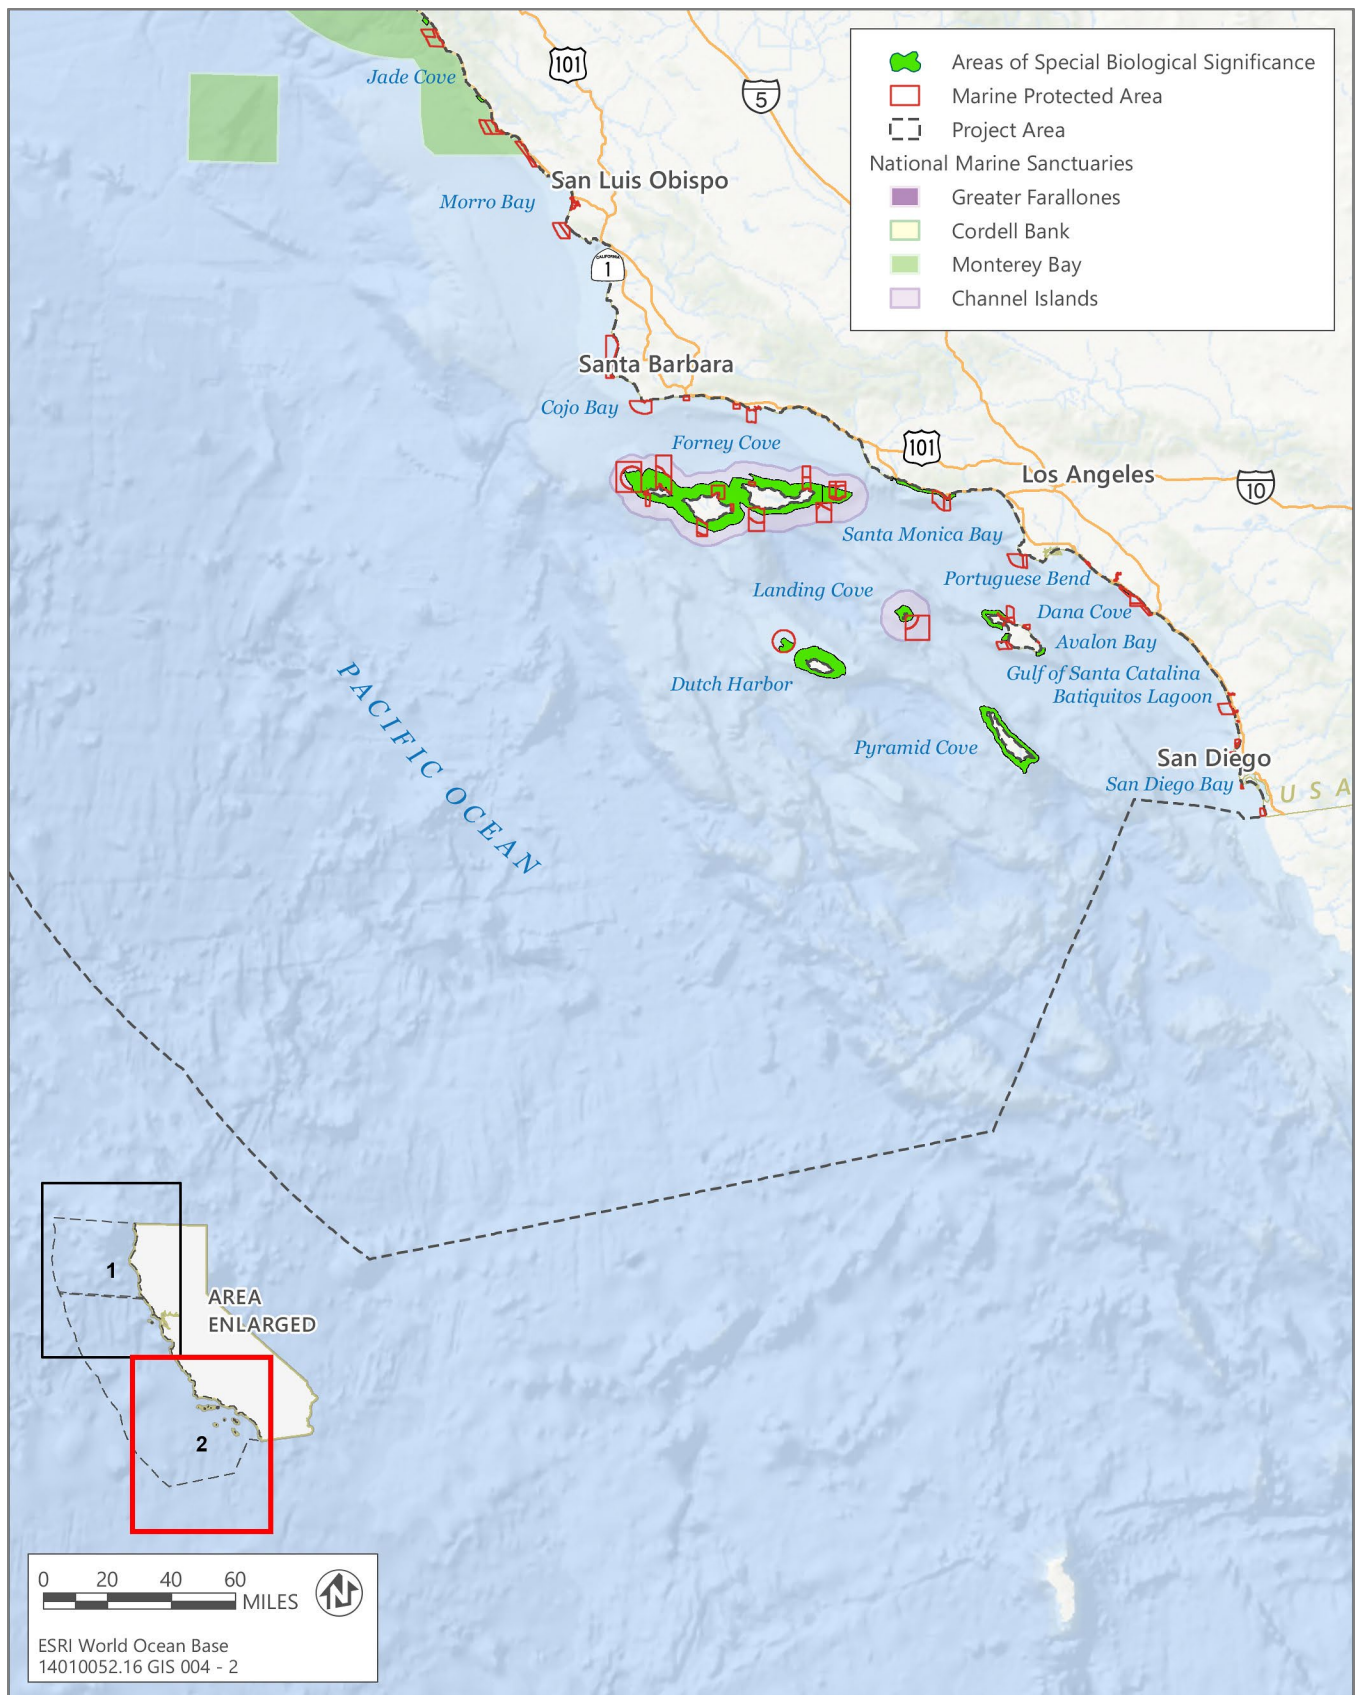 Jade Cove
101
5
Areas of Special Biological Significance
Marine Protected Area
Project Area
National Marine Sanctuaries
Greater Farallones
Cordell Bank
Monterey Bay
Channel Islands
San Luis Obispo
Morro Bay
CALIFORNIA
1
Santa Barbara
Cojo Bay
Forney Cove
101
Los Angeles
10
Santa Monica Bay
Portuguese Bend
Landing Cove
Dana Cove
Avalon Bay
Gulf of Santa Catalina
Dutch Harbor
Batiquitos Lagoon
Pyramid Cove
San Diego
San Diego Bay
USA
PACIFIC OCEAN
1
AREA
ENLARGED
2
0 20 40 60
MILES
N
ESRI World Ocean Base
14010052.16 GIS 004 - 2